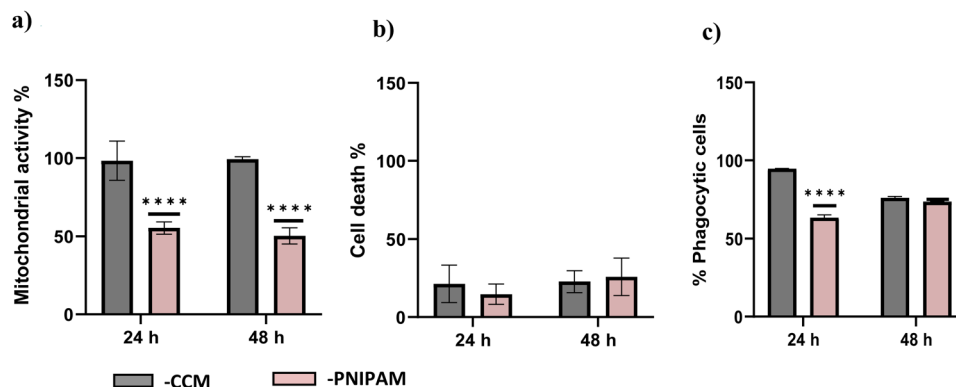 a)
b)
c)
Mitochondrial activity %
150
100
50
0
****
****
24 h
48 h
Cell death %
150
100
50
0
24 h
48 h
% Phagocytic cells
150
100
50
0
****
24 h
48 h
-CCM
-PNIPAM